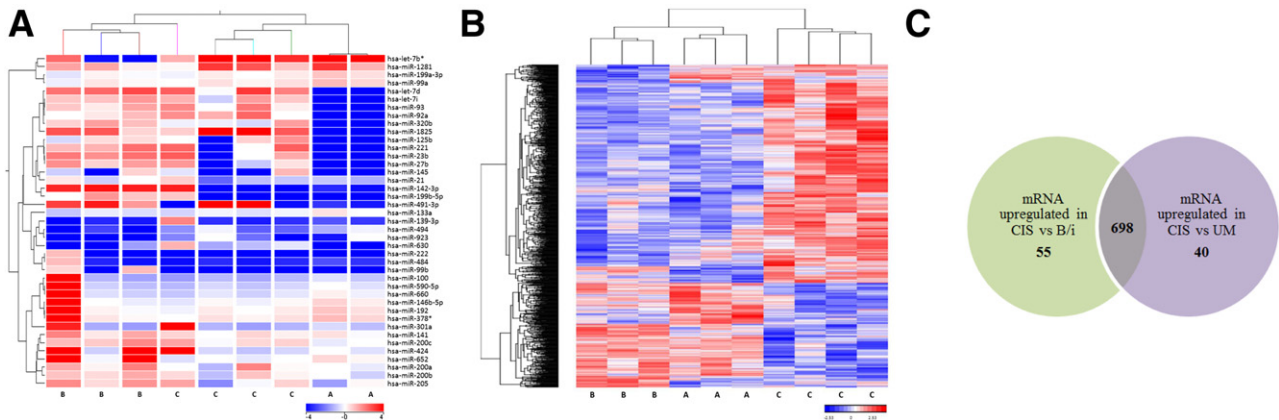 A
hsa-let-7b*
hsa-miR-1281
hsa-miR-199a-3p
hsa-miR-99a
hsa-let-7d
hsa-let-7i
hsa-miR-93
hsa-miR-92a
hsa-miR-320b
hsa-miR-1825
hsa-miR-125b
hsa-miR-221
hsa-miR-23b
hsa-miR-27b
hsa-miR-145
hsa-miR-21
hsa-miR-142-3p
hsa-miR-199b-5p
hsa-miR-491-3p
hsa-miR-133a
hsa-miR-139-3p
hsa-miR-494
hsa-miR-923
hsa-miR-630
hsa-miR-222
hsa-miR-484
hsa-miR-99b
hsa-miR-100
hsa-miR-590-5p
hsa-miR-660
hsa-miR-146b-5p
hsa-miR-192
hsa-miR-378*
hsa-miR-301a
hsa-miR-141
hsa-miR-200c
hsa-miR-424
hsa-miR-652
hsa-miR-200a
hsa-miR-200b
hsa-miR-205
B B B C C C C A A
-4 -0 4
B
B B B A A A C C C C
C
mRNA
upregulated in
CIS vs B/i
55
698
mRNA
upregulated in
CIS vs UM
40